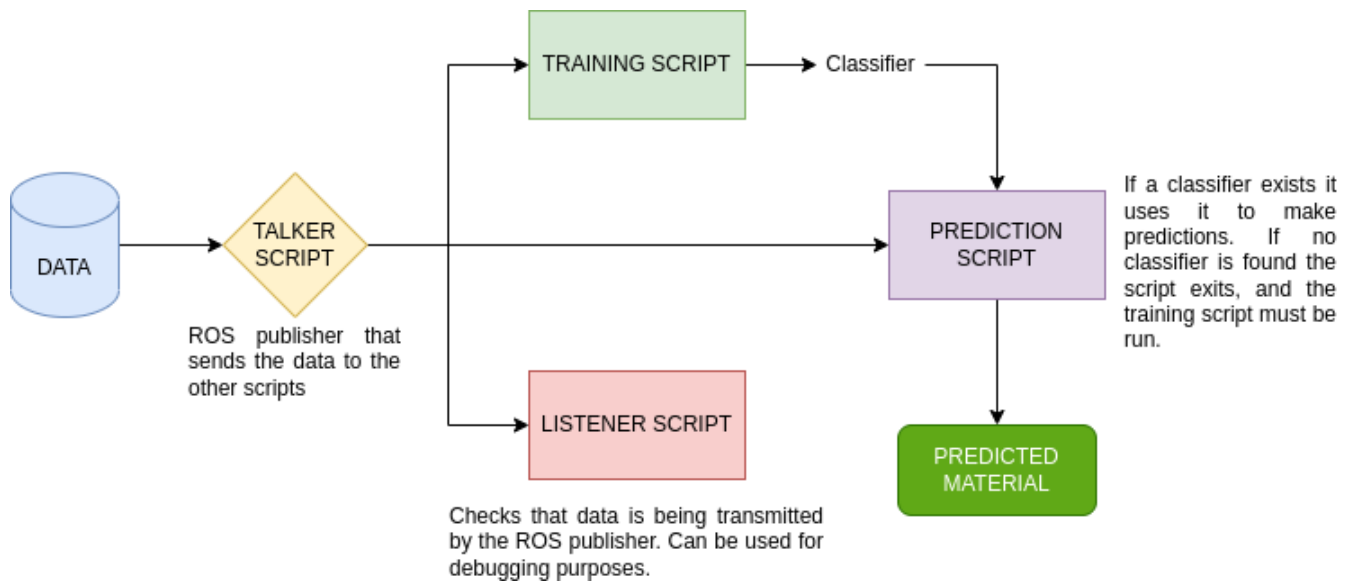 TRAINING SCRIPT
Classifier
DATA
TALKER
SCRIPT
ROS publisher that
sends the data to the
other scripts
PREDICTION
SCRIPT
If a classifier exists it
uses it to make
predictions. If no
classifier is found the
script exits, and the
training script must be
run.
LISTENER SCRIPT
Checks that data is being transmitted
by the ROS publisher. Can be used for
debugging purposes.
PREDICTED
MATERIAL